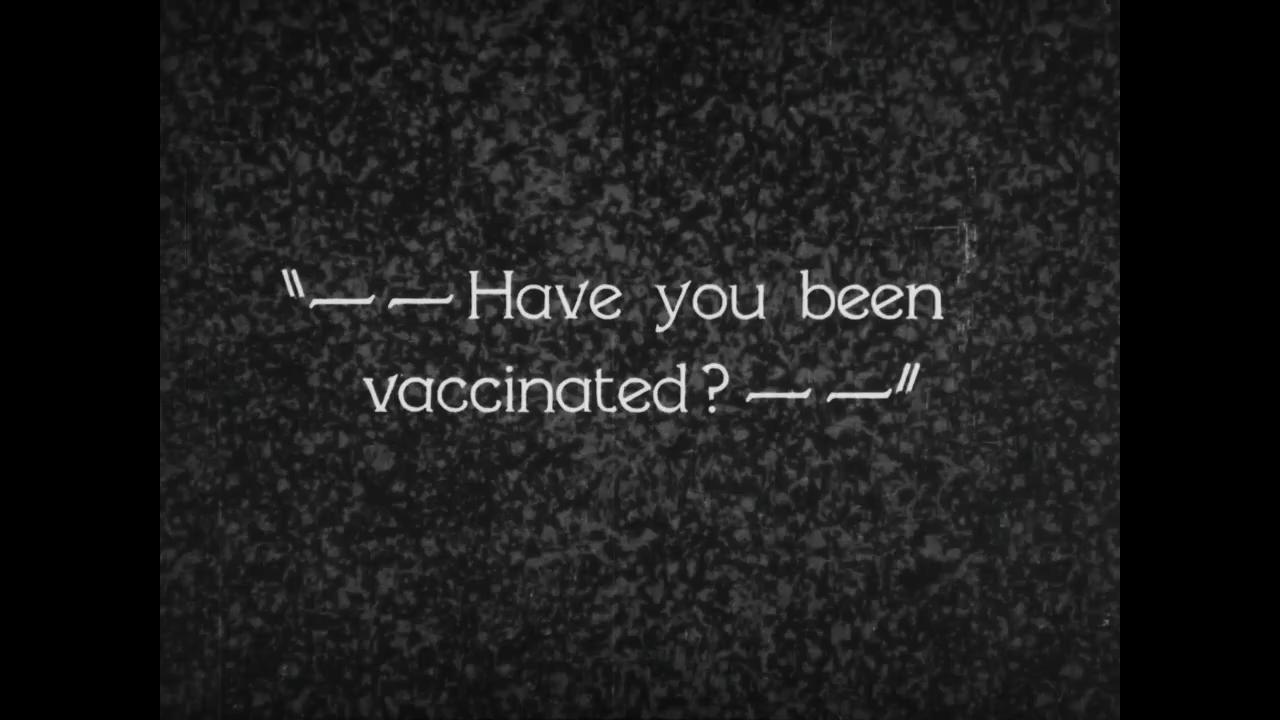 "— — Have you been
vaccinated? — —"